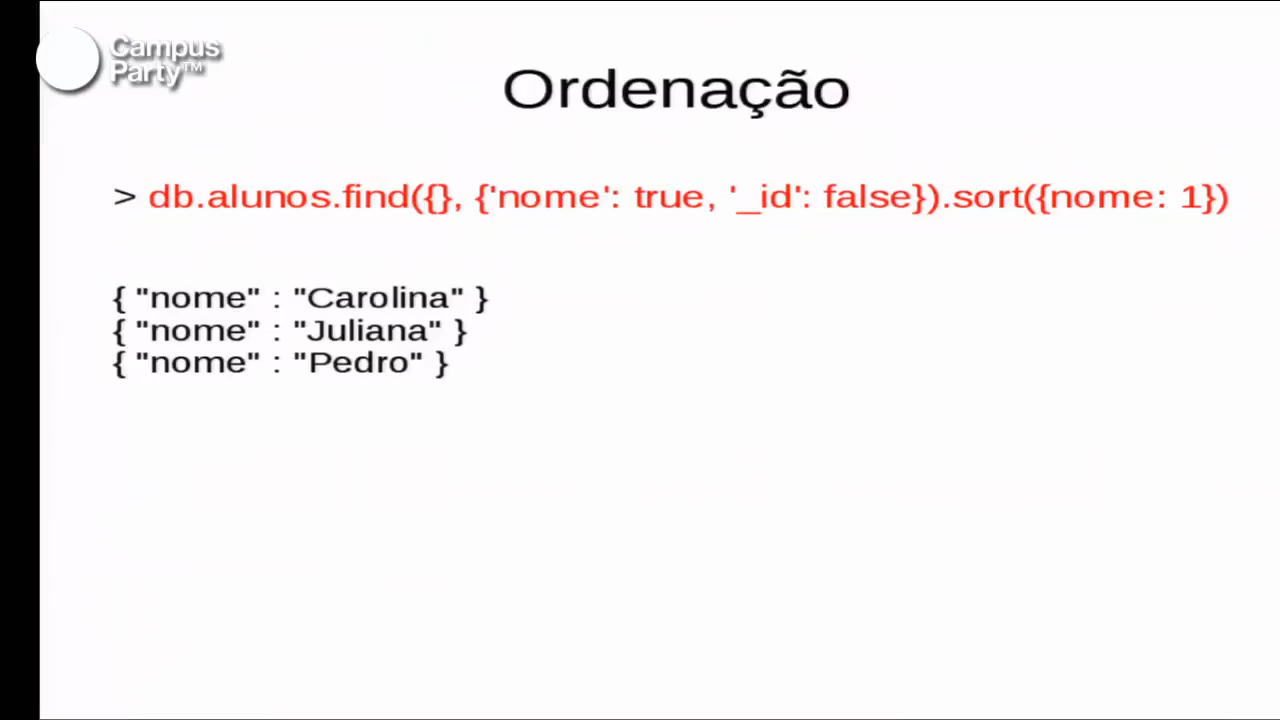 Campus
Party™
Ordenação
> db.alunos.find({}, {'nome': true, '_id': false}).sort({nome: 1})
{ "nome" : "Carolina" }
{ "nome" : "Juliana" }
{ "nome" : "Pedro" }